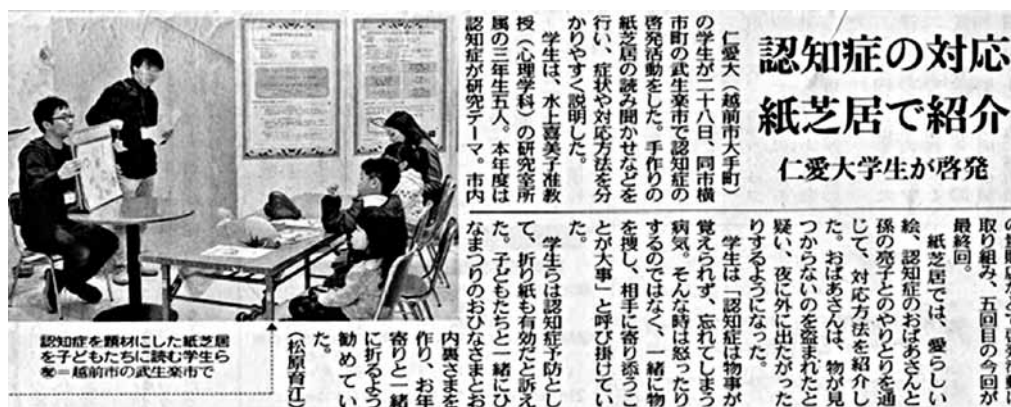 認知症の対応
紙芝居で紹介
仁愛大学生が啓発
仁愛大（越前市大手町）
の学生が二十八日、同市横
市町の武生楽市で認知症の
啓発活動をした。手作りの
紙芝居の読み聞かせなどを
行い、症状や対応方法を分
かりやすく説明した。
学生は、水上喜美子准教
授（心理学科）の研究室所
属の三年生五人。本年度は
認知症が研究テーマ。市内
取り組み、五回目の今回が
最終回。
紙芝居では、愛らしい
絵、認知症のおばあさんと
孫の亮子とのやりとりを通
じて、対応方法を紹介し
た。おばあさんは、物が見
つからないのを盗まれたと
疑い、夜に外に出たがった
りするようになった。
学生は「認知症は物事が
覚えられず、忘れてしまう
病気。そんな時は怒ったり
するのではなく、一緒に物
を捜し、相手に寄り添うこ
とが大事」と呼び掛けてい
た。
学生らは認知症予防とし
て、折り紙も有効だと訴え
た。子どもたちと一緒にひ
なまつりのおひなさまとお
内裏さまを
作り、お年
寄りと一緒
に折るよう
勧めてい
た。
（松原育江）
認知症を題材にした紙芝居
を子どもたちに読む学生ら
㊧＝越前市の武生楽市で